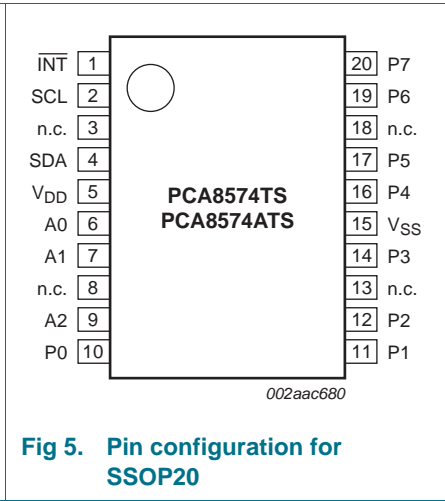 INT 1 20 P7
SCL 2 19 P6
n.c. 3 18 n.c.
SDA 4 17 P5
VDD 5 16 P4
PCA8574TS
PCA8574ATS
A0 6 15 VSS
A1 7 14 P3
n.c. 8 13 n.c.
A2 9 12 P2
P0 10 11 P1
002aac680
Fig 5. Pin configuration for
SSOP20